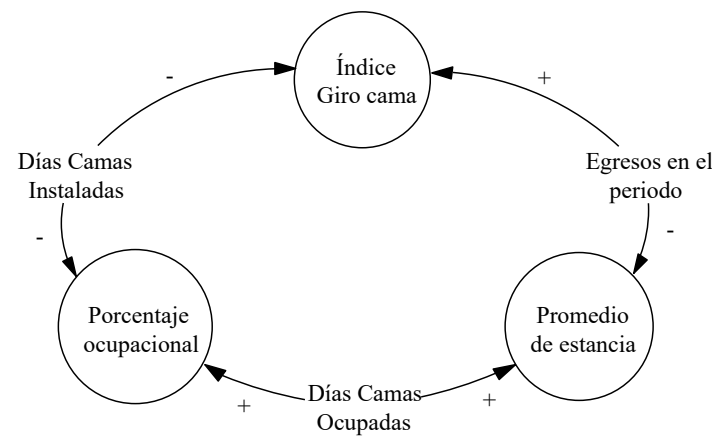 Índice
Giro cama
-
+
Días Camas
Instaladas
Egresos en el
periodo
-
-
Porcentaje
ocupacional
Promedio
de estancia
Días Camas
Ocupadas
+
+